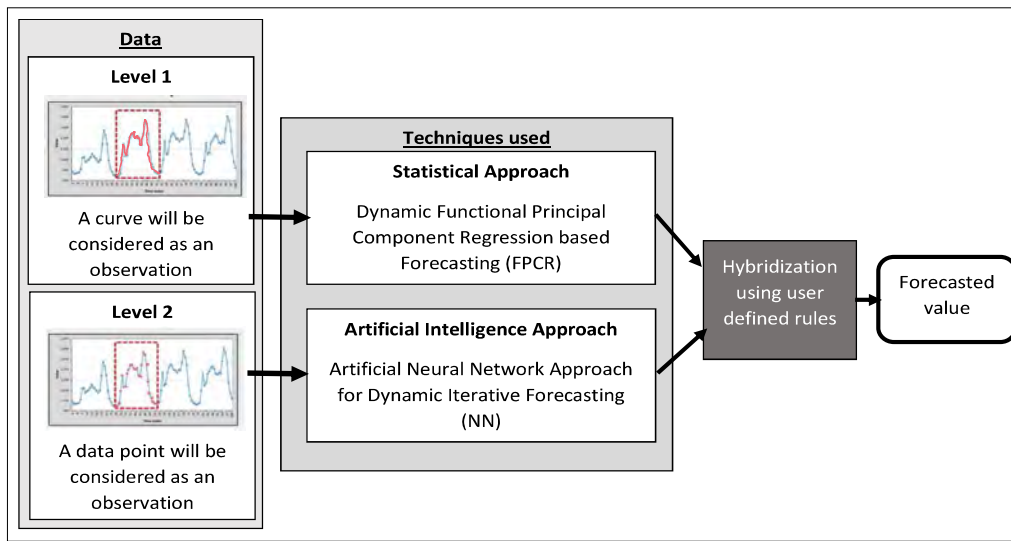 Data
Level 1
A curve will be
considered as an
observation
Level 2
A data point will be
considered as an
observation
Techniques used
Statistical Approach
Dynamic Functional Principal
Component Regression based
Forecasting (FPCR)
Artificial Intelligence Approach
Artificial Neural Network Approach
for Dynamic Iterative Forecasting
(NN)
Hybridization
using user
defined rules
Forecasted
value